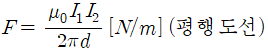 F = μ₀I₁I₂ / 2πd [N/m] (평행 도선)